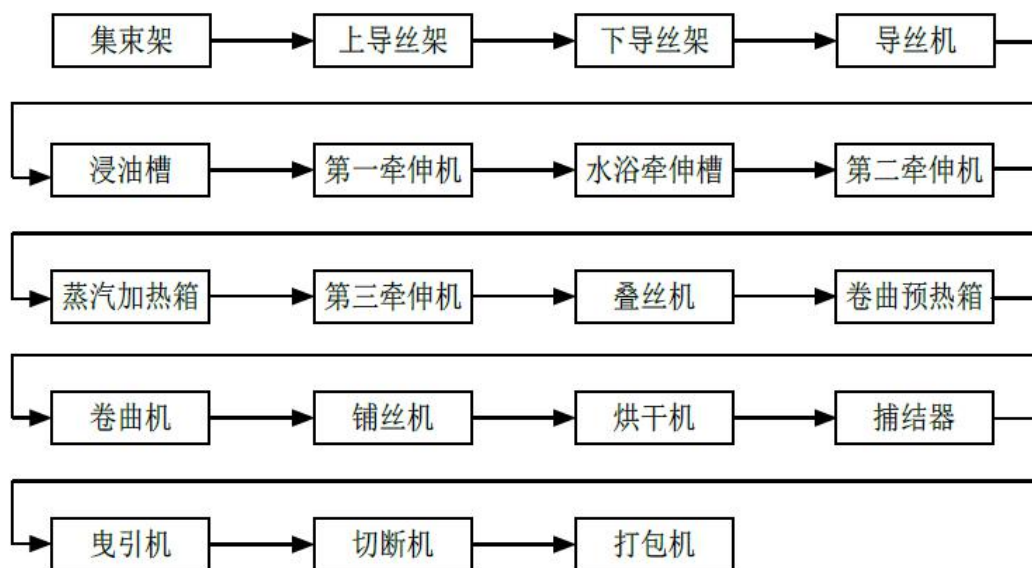 集束架 上导丝架 下导丝架 导丝机
浸油槽 第一牵伸机 水浴牵伸槽 第二牵伸机
蒸汽加热箱 第三牵伸机 叠丝机 卷曲预热箱
卷曲机 铺丝机 烘干机 捕结器
曳引机 切断机 打包机